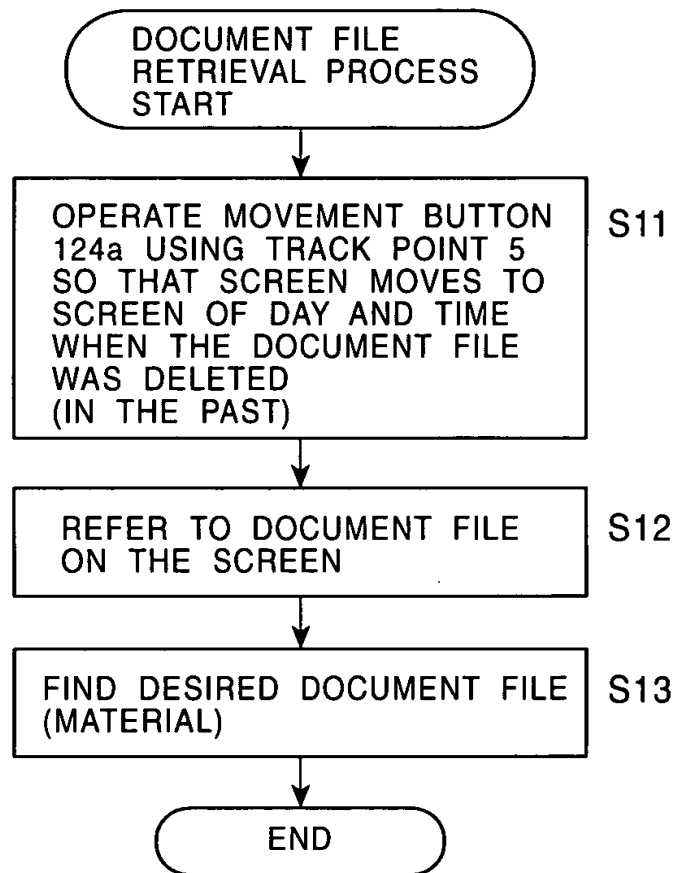 DOCUMENT FILE
RETRIEVAL PROCESS
START
OPERATE MOVEMENT BUTTON
124a USING TRACK POINT 5
SO THAT SCREEN MOVES TO
SCREEN OF DAY AND TIME
WHEN THE DOCUMENT FILE
WAS DELETED
(IN THE PAST)
S11
REFER TO DOCUMENT FILE
ON THE SCREEN
S12
FIND DESIRED DOCUMENT FILE
(MATERIAL)
S13
END